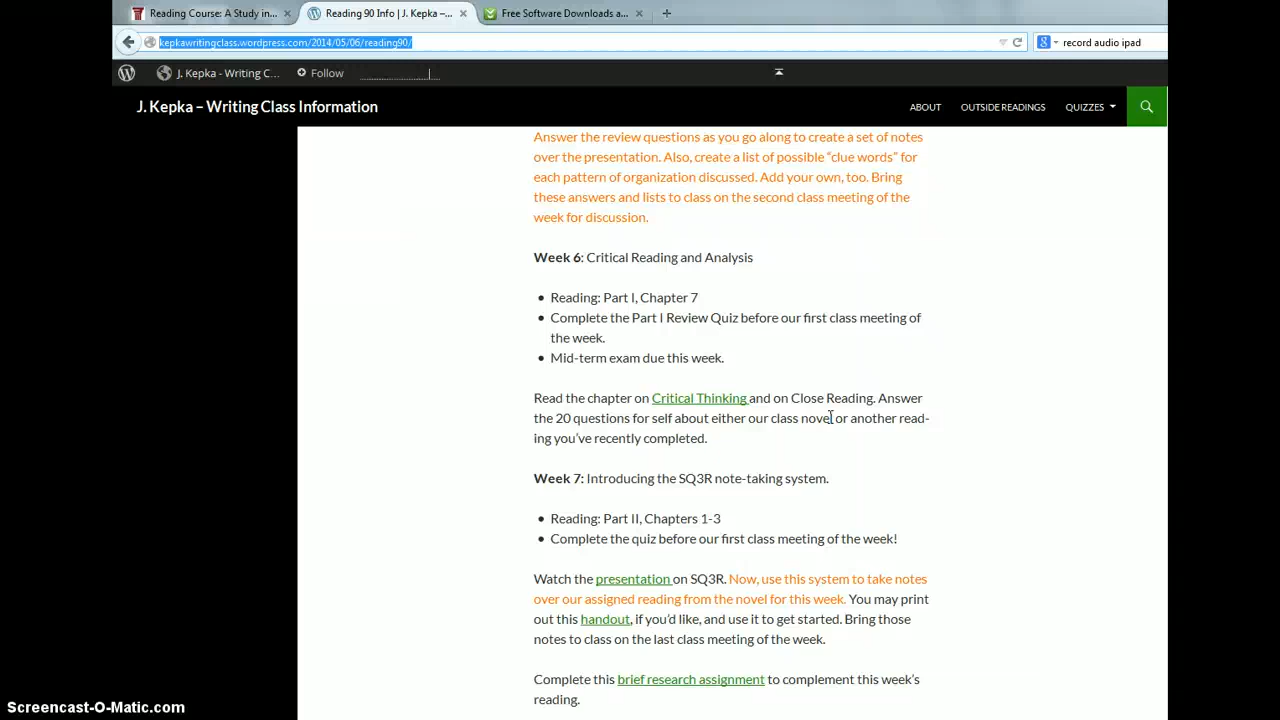 Reading Course: A Study in...
Reading 90 Info | J. Kepka –...
Free Software Downloads a...
kepkawritingclass.wordpress.com/2014/05/06/reading90/
record audio ipad
J. Kepka - Writing C...
Follow
J. Kepka – Writing Class Information
ABOUT
OUTSIDE READINGS
QUIZZES
Answer the review questions as you go along to create a set of notes
over the presentation. Also, create a list of possible “clue words” for
each pattern of organization discussed. Add your own, too. Bring
these answers and lists to class on the second class meeting of the
week for discussion.
Week 6: Critical Reading and Analysis
• Reading: Part I, Chapter 7
• Complete the Part I Review Quiz before our first class meeting of
the week.
• Mid-term exam due this week.
Read the chapter on Critical Thinking and on Close Reading. Answer
the 20 questions for self about either our class novel or another read-
ing you’ve recently completed.
Week 7: Introducing the SQ3R note-taking system.
• Reading: Part II, Chapters 1-3
• Complete the quiz before our first class meeting of the week!
Watch the presentation on SQ3R. Now, use this system to take notes
over our assigned reading from the novel for this week. You may print
out this handout, if you’d like, and use it to get started. Bring those
notes to class on the last class meeting of the week.
Complete this brief research assignment to complement this week’s
reading.
Screencast-O-Matic.com